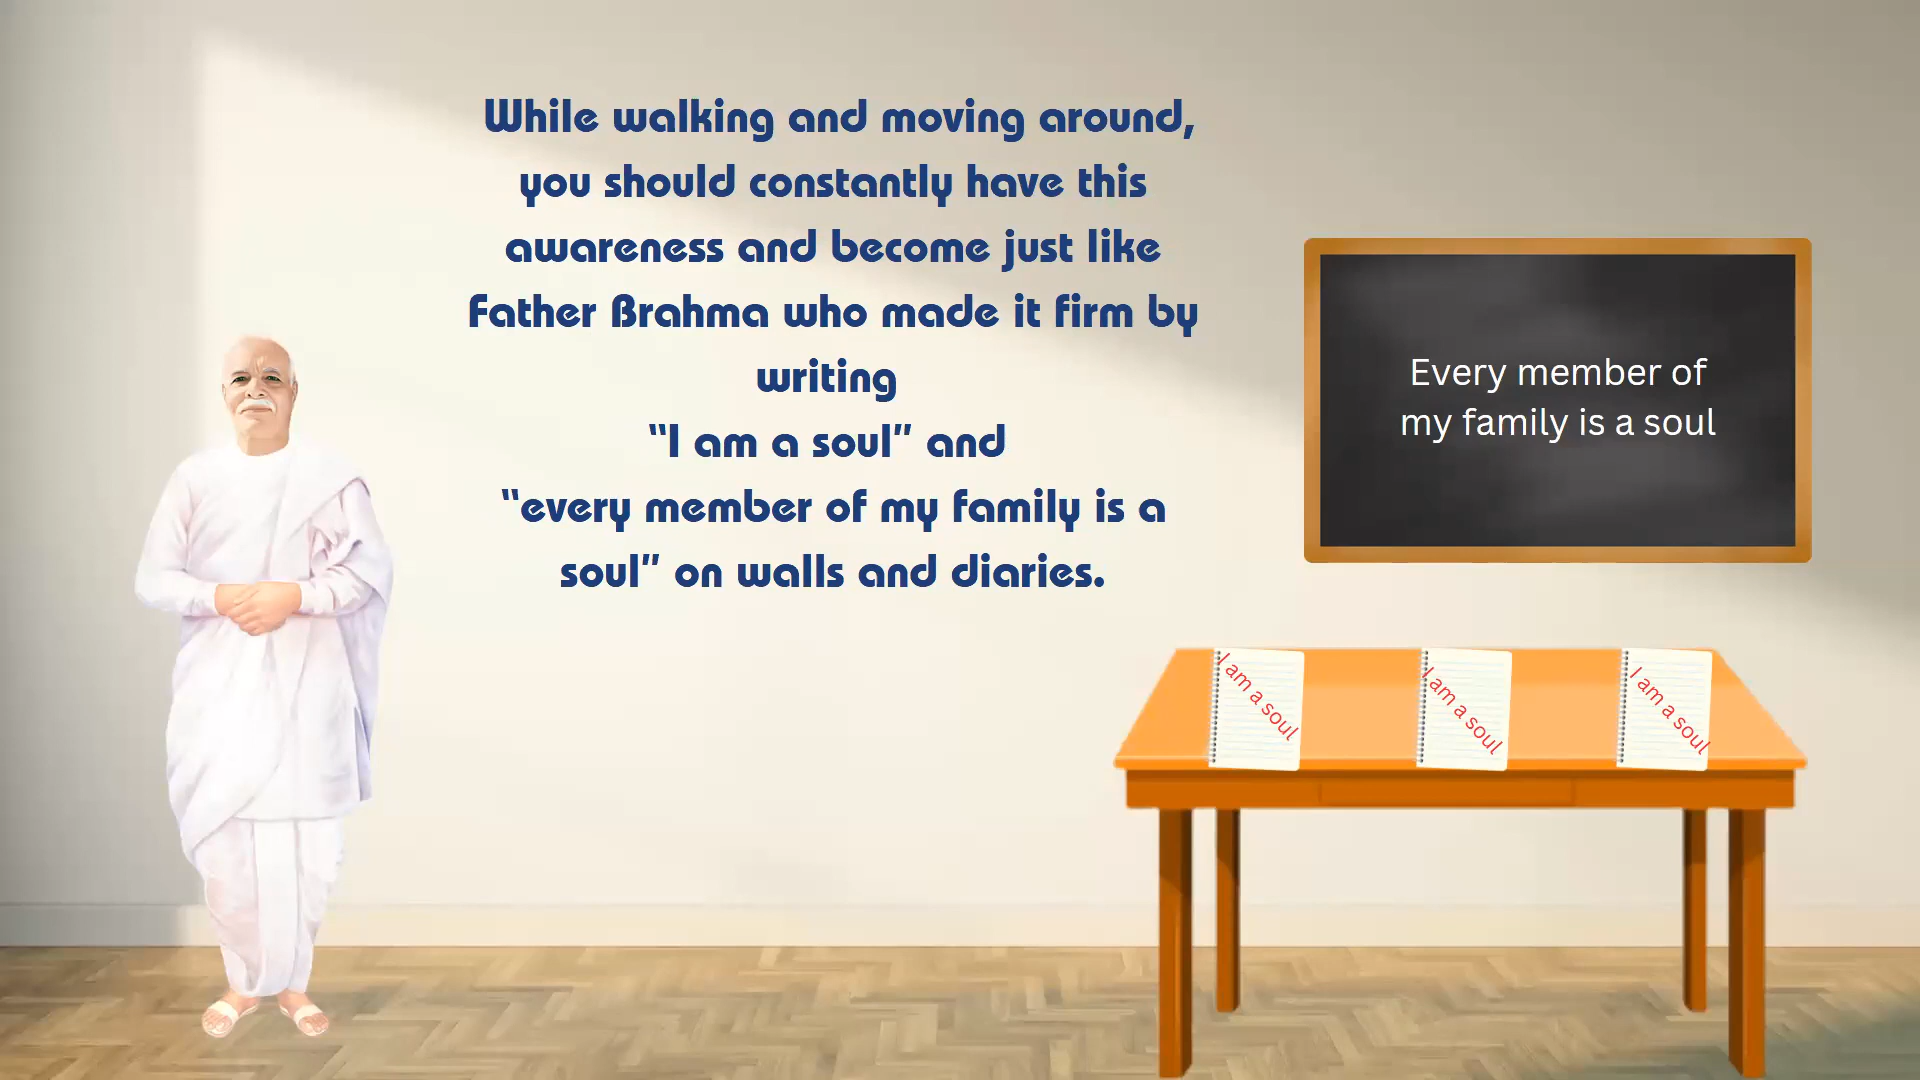 While walking and moving around,
you should constantly have this
awareness and become just like
Father Brahma who made it firm by
writing
“I am a soul” and
“every member of my family is a
soul” on walls and diaries.
Every member of
my family is a soul
I am a soul
I am a soul
I am a soul